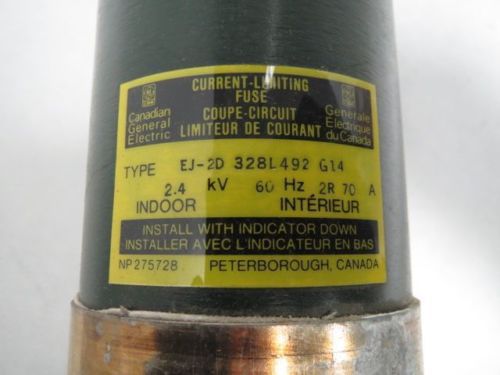 CURRENT-LIMITING
FUSE
COUPE-CIRCUIT
LIMITEUR DE COURANT
Canadian
General
Electric
Générale
Électrique
du Canada
TYPE EJ-2D 328L492 G14
2.4 kV 60 Hz 2R 70 A
INDOOR INTÉRIEUR
INSTALL WITH INDICATOR DOWN
INSTALLER AVEC L'INDICATEUR EN BAS
NP 275728 PETERBOROUGH, CANADA